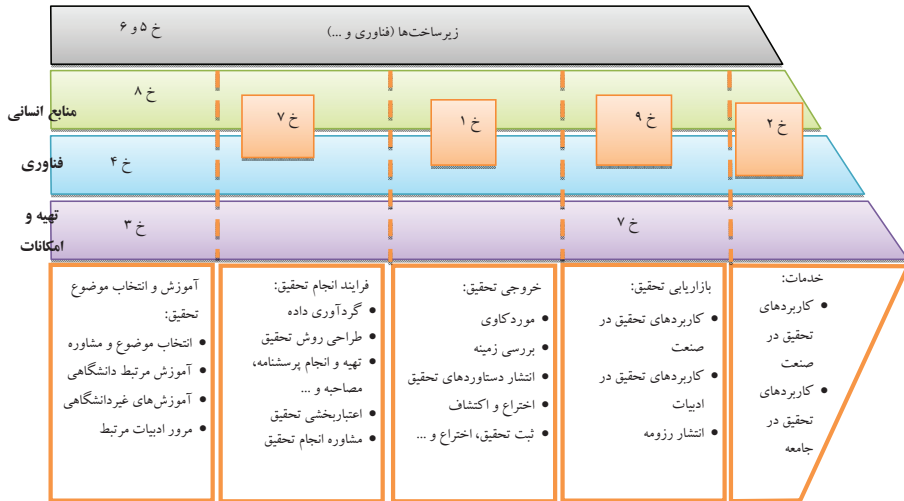 زیرساخت‌ها (فناوری و ...)
خ ۵ و ۶
منابع انسانی
خ ۸
خ ۷
خ ۱
خ ۹
خ ۲
فناوری
خ ۴
تهیه و
امکانات
خ ۳
خ ۷
آموزش و انتخاب موضوع
تحقیق:
• انتخاب موضوع و مشاوره
• آموزش مرتبط دانشگاهی
• آموزش‌های غیردانشگاهی
• مرور ادبیات مرتبط
فرایند انجام تحقیق:
• گردآوری داده
• طراحی روش تحقیق
• تهیه و انجام پرسشنامه،
مصاحبه و ...
• اعتباربخشی تحقیق
• مشاوره انجام تحقیق
خروجی تحقیق:
• موردکاوی
• بررسی زمینه
• انتشار دستاوردهای تحقیق
• اختراع و اکتشاف
• ثبت تحقیق، اختراع و ...
بازاریابی تحقیق:
• کاربردهای تحقیق در
صنعت
• کاربردهای تحقیق در
ادبیات
• انتشار رزومه
خدمات:
• کاربردهای
تحقیق در
صنعت
• کاربردهای
تحقیق در
جامعه